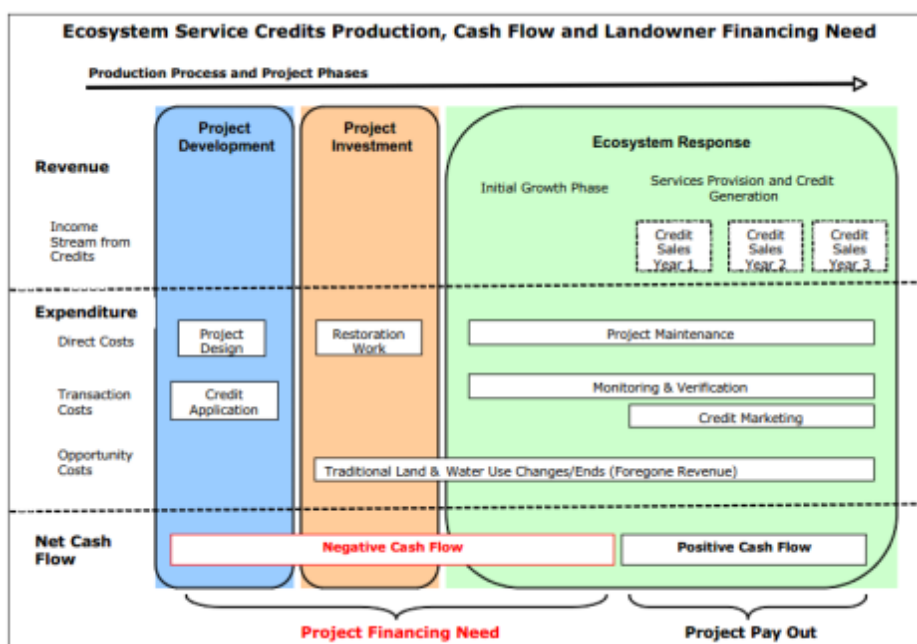 Ecosystem Service Credits Production, Cash Flow and Landowner Financing Need
Production Process and Project Phases
Project
Development
Project
Investment
Ecosystem Response
Revenue
Initial Growth Phase
Services Provision and Credit
Generation
Income
Stream from
Credits
Credit
Sales
Year 1
Credit
Sales
Year 2
Credit
Sales
Year 3
Expenditure
Direct Costs
Project
Design
Restoration
Work
Project Maintenance
Transaction
Costs
Credit
Application
Monitoring & Verification
Credit Marketing
Opportunity
Costs
Traditional Land & Water Use Changes/Ends (Foregone Revenue)
Net Cash
Flow
Negative Cash Flow
Positive Cash Flow
Project Financing Need
Project Pay Out